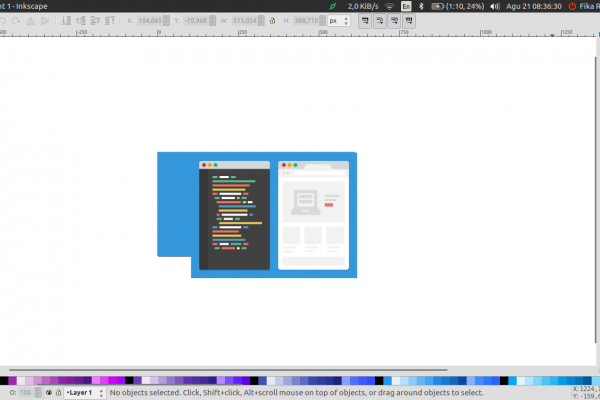 nt 1 - Inkscape
2,0 KiB/s
En
(1:10, 24%)
Agu 21 08:36:30
Fika R
X: 104,065
Y: -70,968
W: 515,034
H: 388,710
px
-250
0
250
500
750
1000
1250
O: 100
•Layer 1
No objects selected. Click, Shift+click, Alt+scroll mouse on top of objects, or drag around objects to select.
X: 1224,
Y: -159,